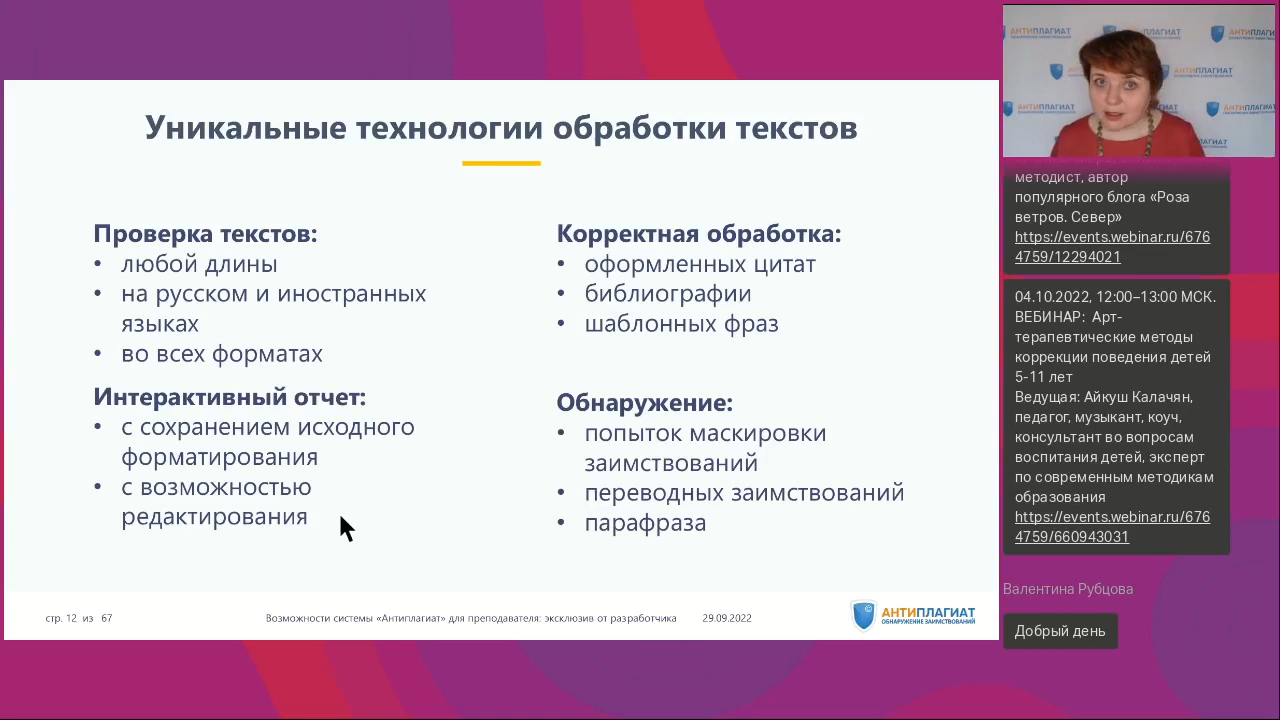 Уникальные технологии обработки текстов
Проверка текстов:
• любой длины
• на русском и иностранных
языках
• во всех форматах
Интерактивный отчет:
• с сохранением исходного
форматирования
• с возможностью
редактирования
Корректная обработка:
• оформленных цитат
• библиографии
• шаблонных фраз
Обнаружение:
• попыток маскировки
заимствований
• переводных заимствований
• парафраза
стр. 12 из 67
Возможности системы «Антиплагиат» для преподавателя: эксклюзив от разработчика
29.09.2022
АНТИПЛАГИАТ
ОБНАРУЖЕНИЕ ЗАИМСТВОВАНИЙ
АНТИПЛАГИАТ
методист, автор
популярного блога «Роза
ветров. Север»
https://events.webinar.ru/676
4759/12294021
04.10.2022, 12:00–13:00 МСК.
ВЕБИНАР: Арт-
терапевтические методы
коррекции поведения детей
5-11 лет
Ведущая: Айкуш Калачян,
педагог, музыкант, коуч,
консультант во вопросам
воспитания детей, эксперт
по современным методикам
образования
https://events.webinar.ru/676
4759/660943031
Валентина Рубцова
Добрый день